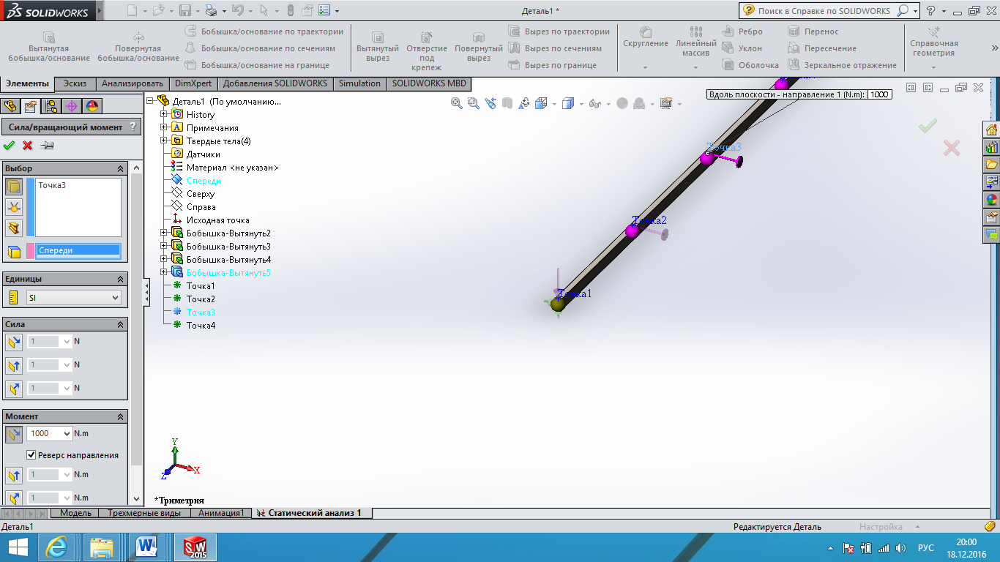 SOLIDWORKS
Деталь1 *
Поиск в Справке по SOLIDWORKS
Вытянутая бобышка/основание
Повернутая бобышка/основание
Бобышка/основание по траектории
Бобышка/основание по сечениям
Бобышка/основание на границе
Вытянутый вырез
Отверстие под крепеж
Повернутый вырез
Вырез по траектории
Вырез по сечениям
Вырез по границе
Скругление
Линейный массив
Ребро
Уклон
Оболочка
Перенос
Пересечение
Зеркальное отражение
Справочная геометрия
Элементы
Эскиз
Анализировать
DimXpert
Добавления SOLIDWORKS
Simulation
SOLIDWORKS MBD
Сила/вращающий момент
?
Выбор
Точка3
Спереди
Единицы
SI
Сила
1 N
1 N
1 N
Момент
1000 N.m
Реверс направления
1 N.m
1 N.m
Деталь1 (По умолчанию...
History
Примечания
Твердые тела(4)
Датчики
Материал <не указан>
Спереди
Сверху
Справа
Исходная точка
Бобышка-Вытянуть2
Бобышка-Вытянуть3
Бобышка-Вытянуть4
Бобышка-Вытянуть5
Точка1
Точка2
Точка3
Точка4
Вдоль плоскости - направление 1 (N.m): 1000
Точка3
Точка2
Точка1
Y
X
Z
*Триметрия
Модель
Трехмерные виды
Анимация1
Статический анализ 1
Деталь1
Редактируется Деталь
Настройка
SW
2015
РУС
20:00
18.12.2016